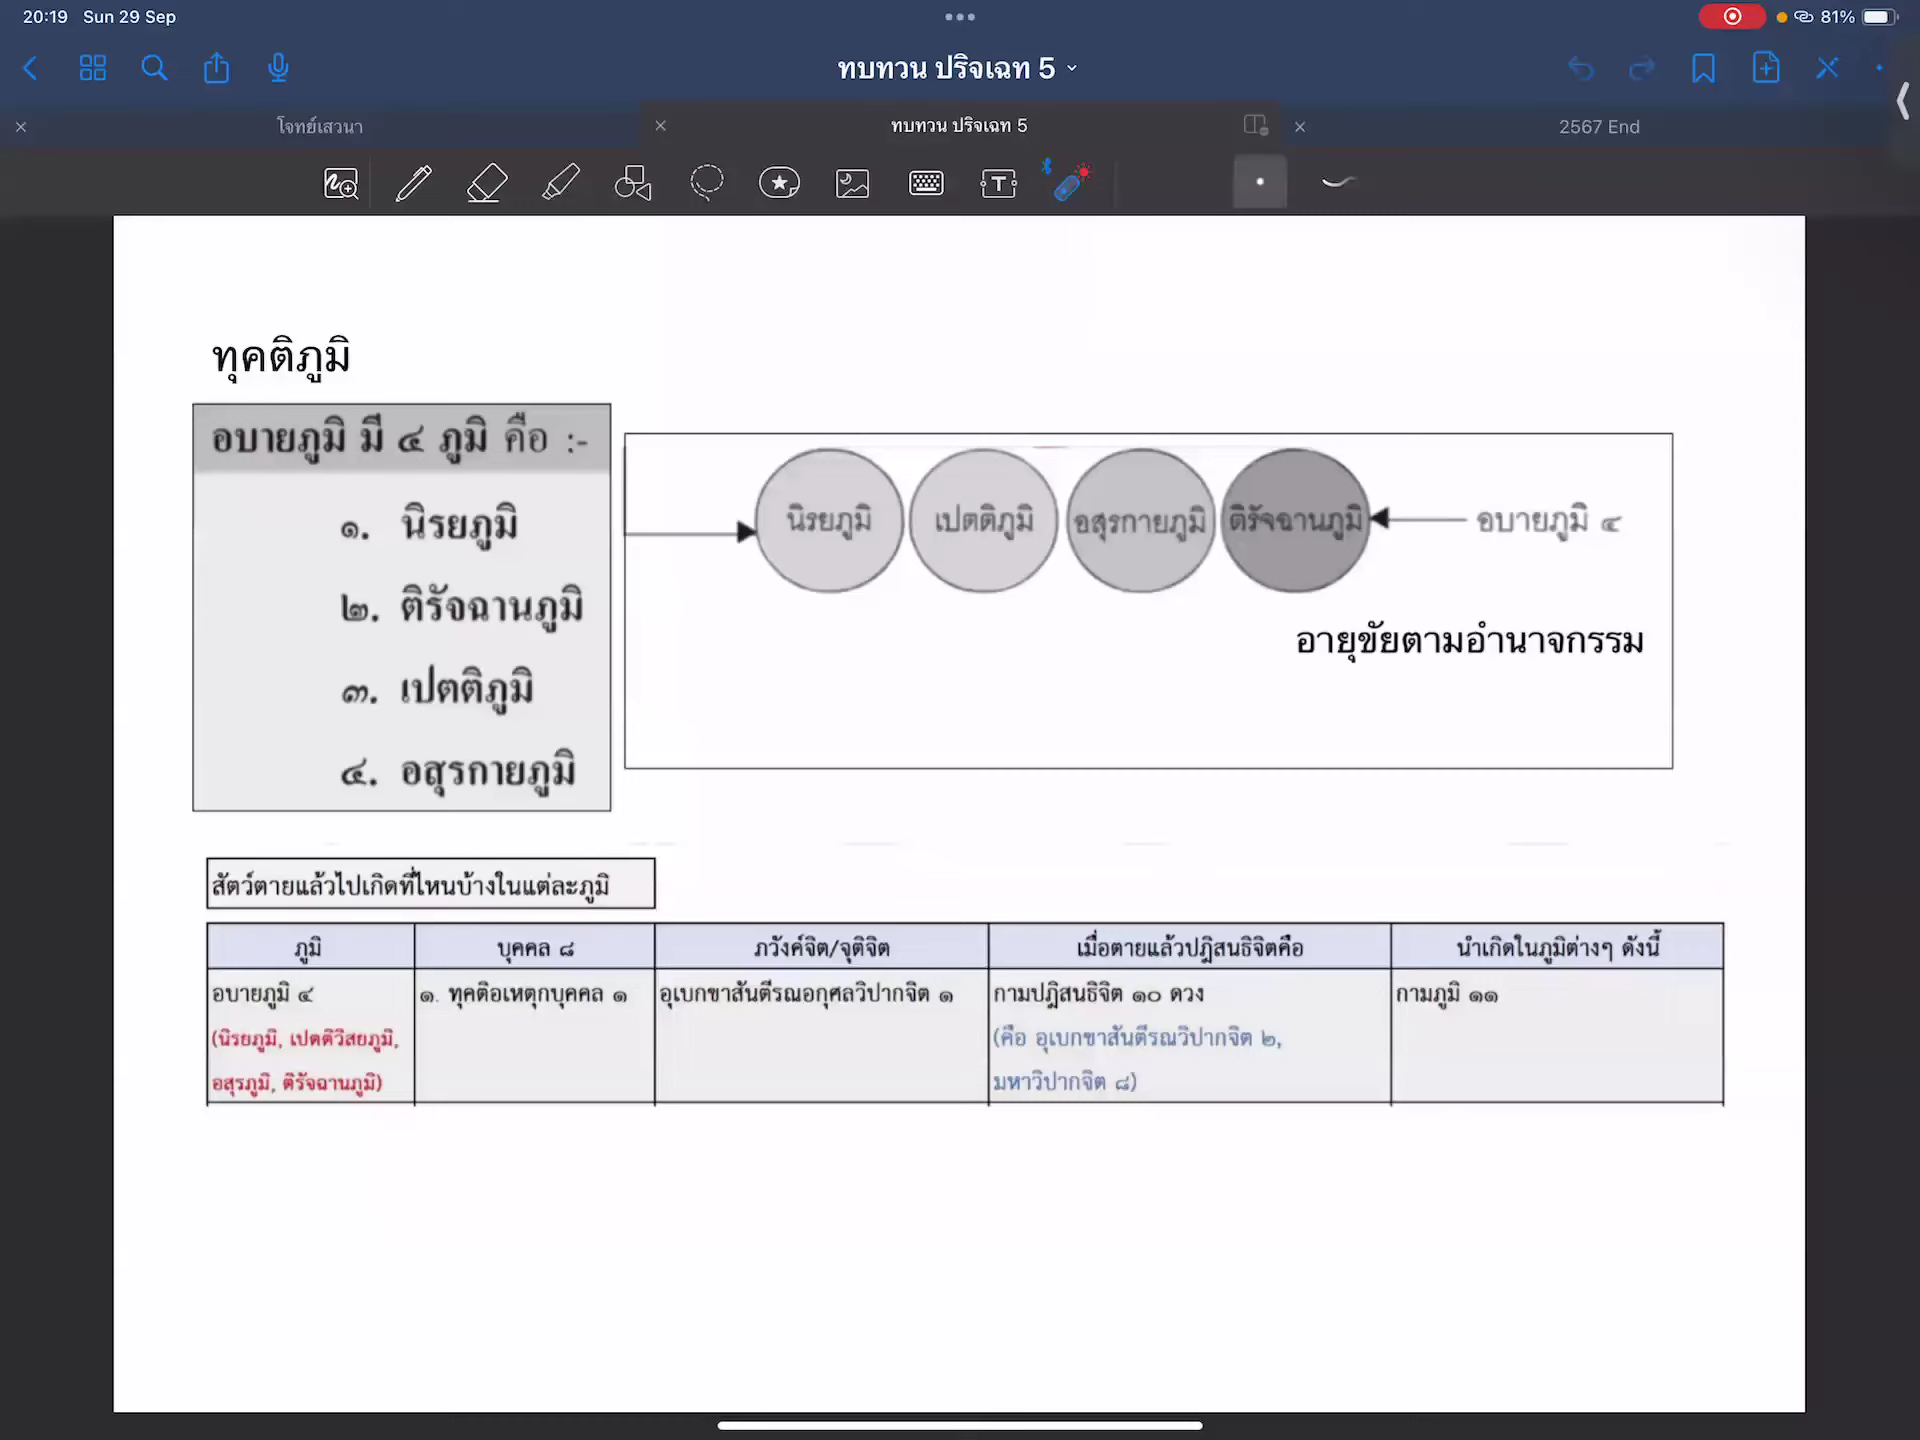 20:19 Sun 29 Sep
81%
ทบทวน ปริจเฉท 5
โจทย์เสวนา
ทบทวน ปริจเฉท 5
2567 End
ทุคติภูมิ
อบายภูมิ มี ๔ ภูมิ คือ :-
๑. นิรยภูมิ
๒. ติรัจฉานภูมิ
๓. เปตติภูมิ
๔. อสุรกายภูมิ
นิรยภูมิ เปตติภูมิ อสุรกายภูมิ ติรัจฉานภูมิ อบายภูมิ ๔
อายุขัยตามอำนาจกรรม
สัตว์ตายแล้วไปเกิดที่ไหนบ้างในแต่ละภูมิ
ภูมิ บุคคล ๘ ภวังค์จิต/จุติจิต เมื่อตายแล้วปฏิสนธิจิตคือ นำเกิดในภูมิต่างๆ ดังนี้
อบายภูมิ ๔ ๑. ทุคติอเหตุกบุคคล ๑ อุเบกขาสันตีรณอกุศลวิปากจิต ๑ กามปฏิสนธิจิต ๑๐ ดวง กามภูมิ ๑๑
(นิรยภูมิ, เปตติวิสยภูมิ, (คือ อุเบกขาสันตีรณวิปากจิต ๒,
อสุรภูมิ, ติรัจฉานภูมิ) มหาวิปากจิต ๘)